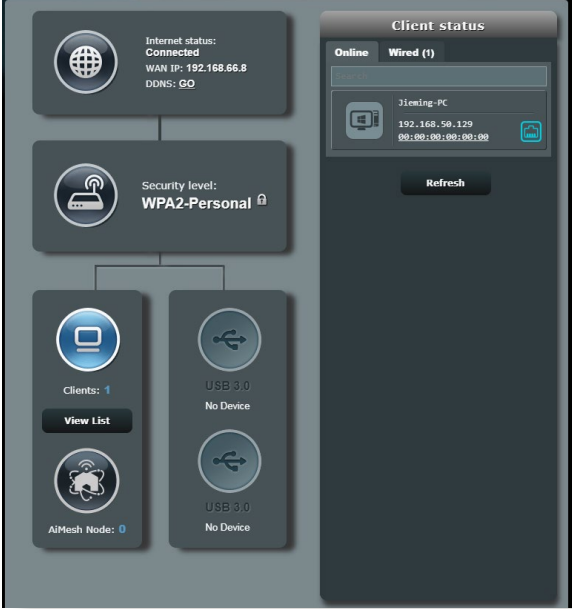 Internet status:
Connected
WAN IP: 192.168.66.8
DDNS: GO
Security level:
WPA2-Personal
Clients: 1
View List
AiMesh Node: 0
USB 3.0
No Device
USB 3.0
No Device
Client status
Online Wired (1)
Search
Jieming-PC
192.168.50.129
00:00:00:00:00:00
Refresh